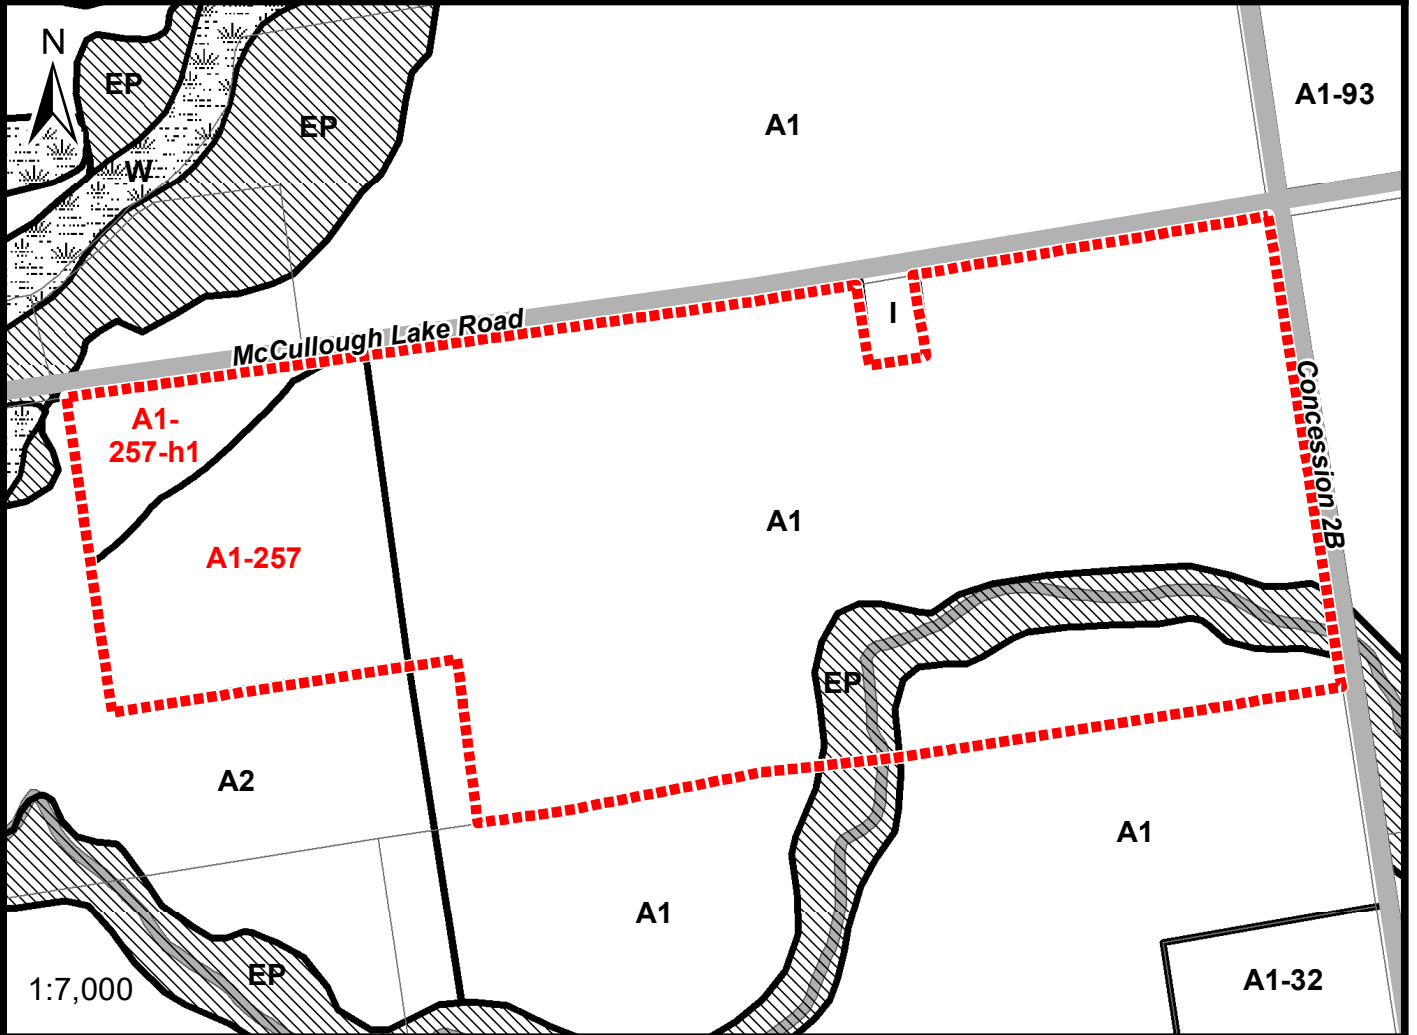 N
EP
EP
A1
A1-93
W
I
McCullough Lake Road
A1-
257-h1
Concession 2B
A1
A1-257
EP
A2
A1
A1
EP
1:7,000
A1-32